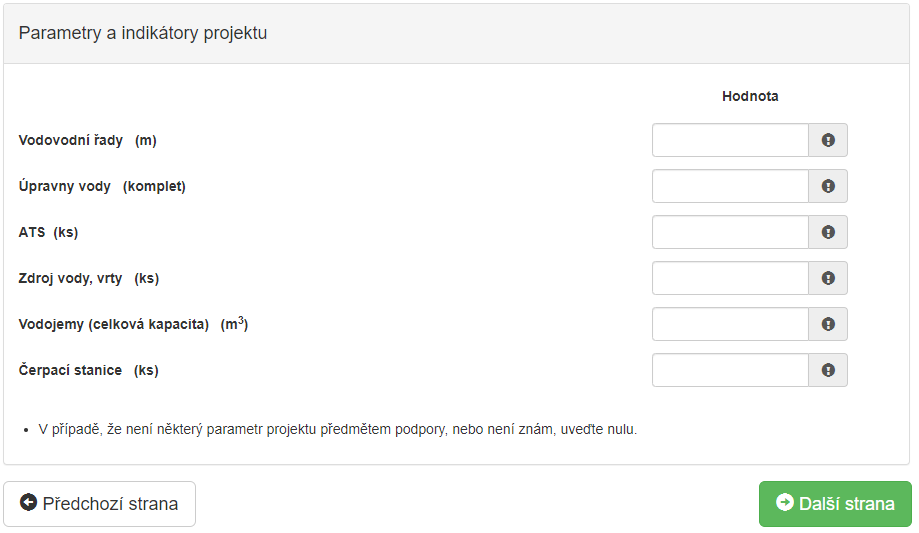 Parametry a indikátory projektu
Hodnota
Vodovodní řady (m)
Úpravny vody (komplet)
ATS (ks)
Zdroj vody, vrty (ks)
Vodojemy (celková kapacita) (m³)
Čerpací stanice (ks)
• V případě, že není některý parametr projektu předmětem podpory, nebo není znám, uveďte nulu.
Předchozí strana
Další strana